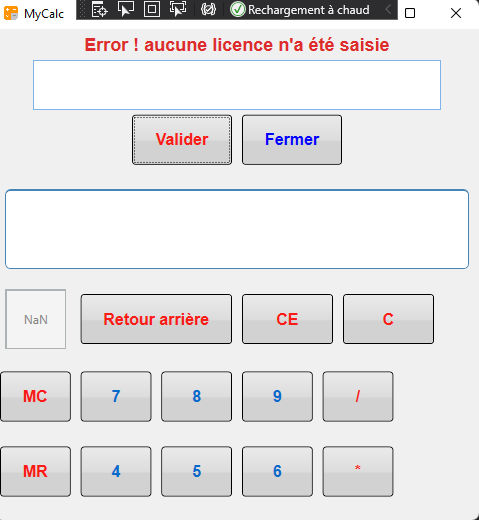 MyCalc
Rechargement à chaud
Error ! aucune licence n'a été saisie
Valider Fermer
NaN Retour arrière CE C
MC 7 8 9 /
MR 4 5 6 *